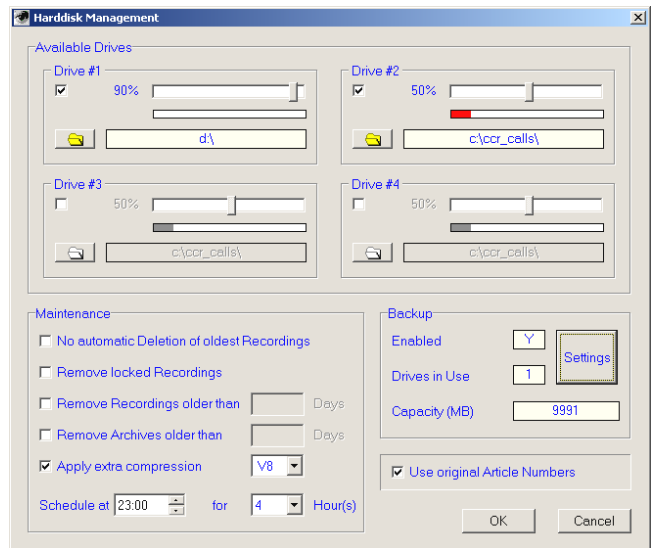 Harddisk Management
Available Drives
Drive #1
90%
d:\
Drive #2
50%
c:\ccr_calls\
Drive #3
50%
c:\ccr_calls\
Drive #4
50%
c:\ccr_calls\
Maintenance
No automatic Deletion of oldest Recordings
Remove locked Recordings
Remove Recordings older than Days
Remove Archives older than Days
Apply extra compression V8
Schedule at 23:00 for 4 Hour(s)
Backup
Enabled Y
Drives in Use 1
Settings
Capacity (MB) 9991
Use original Article Numbers
OK Cancel